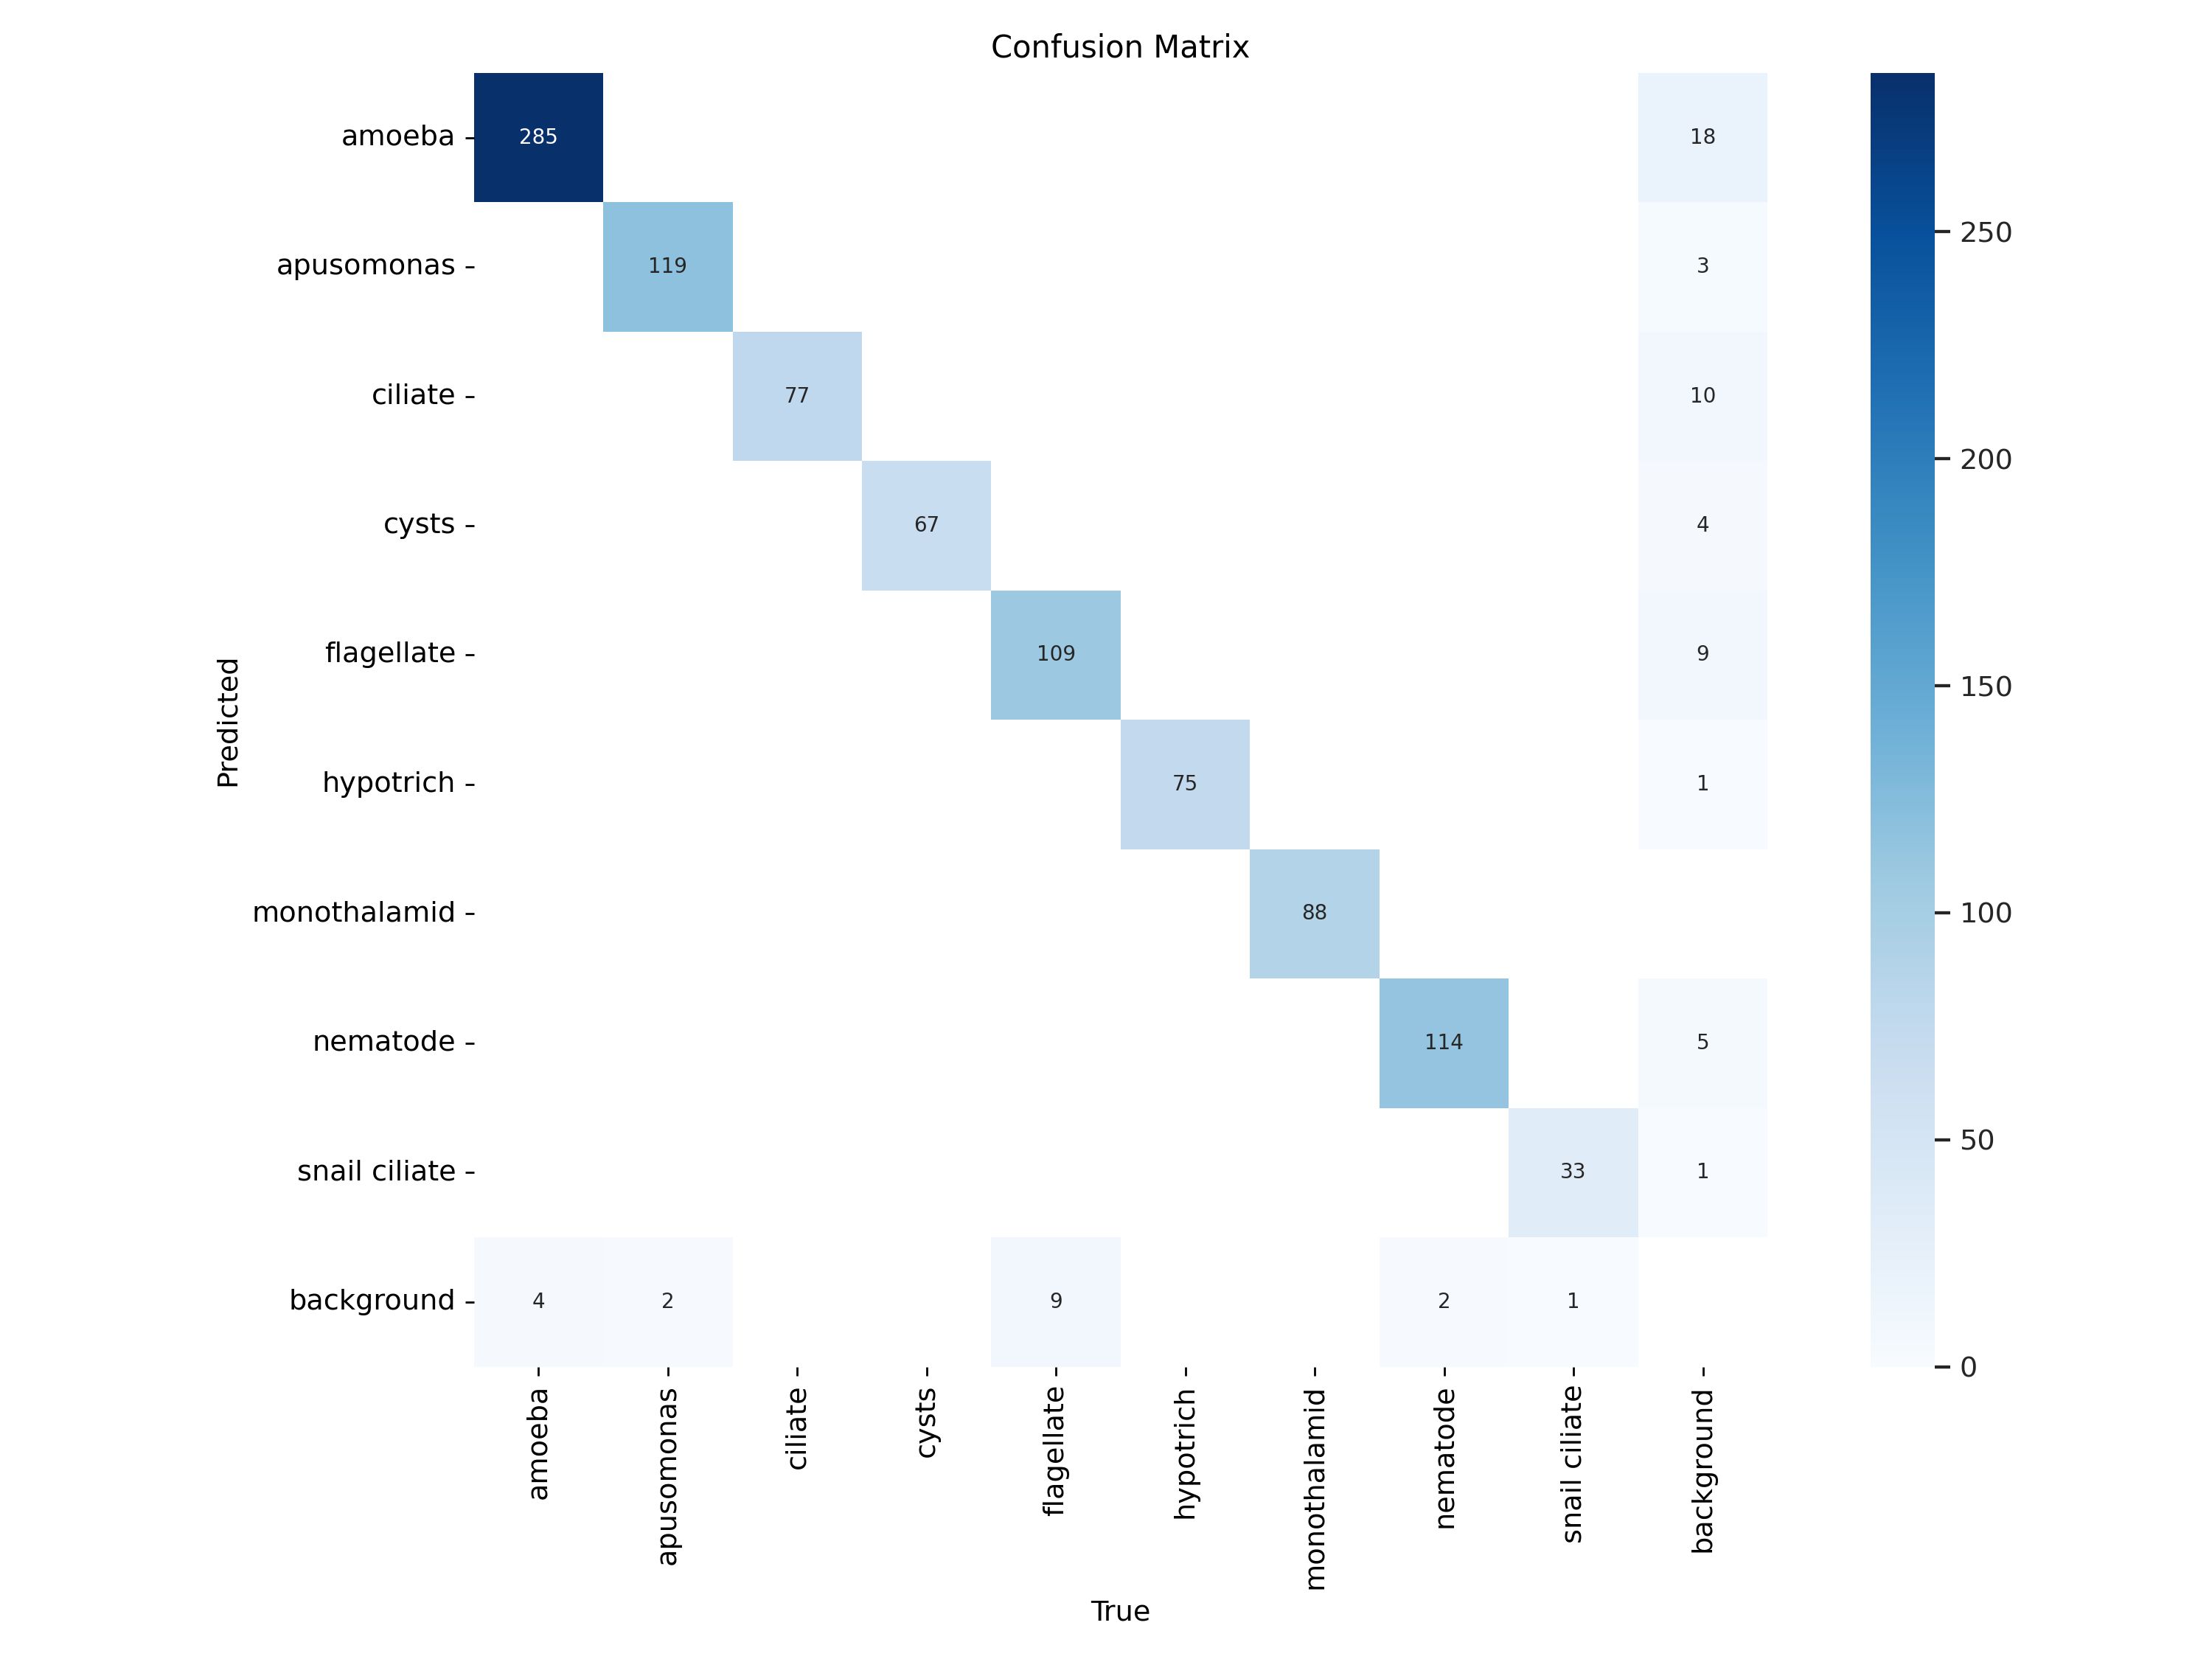 Confusion Matrix
amoeba 285 18
apusomonas 119 3
250
ciliate 77 10
200
cysts 67 4
flagellate 109 9
150
Predicted
hypotrich 75 1
monothalamid 88
100
nematode 114 5
50
snail ciliate 33 1
background 4 2 9 2 1
0
amoeba
apusomonas
ciliate
cysts
flagellate
hypotrich
monothalamid
nematode
snail ciliate
background
True